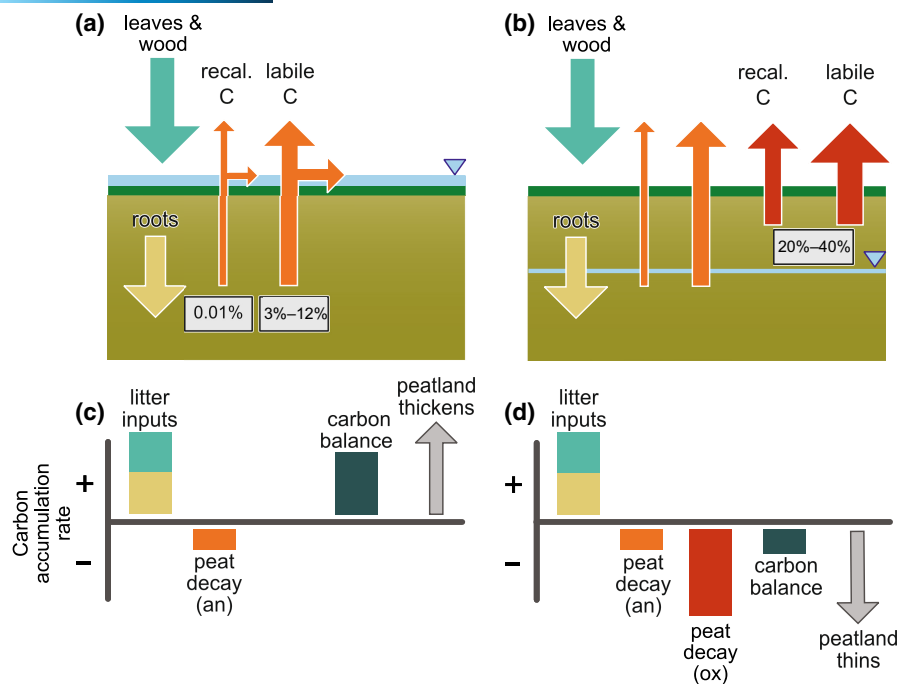 (a)
leaves &
wood
recal.
C
labile
C
roots
0.01%
3%–12%
(b)
leaves &
wood
recal.
C
labile
C
roots
20%–40%
(c)
litter
inputs
carbon
balance
peatland
thickens
Carbon
accumulation
rate
+
–
peat
decay
(an)
(d)
litter
inputs
+
–
peat
decay
(an)
peat
decay
(ox)
carbon
balance
peatland
thins